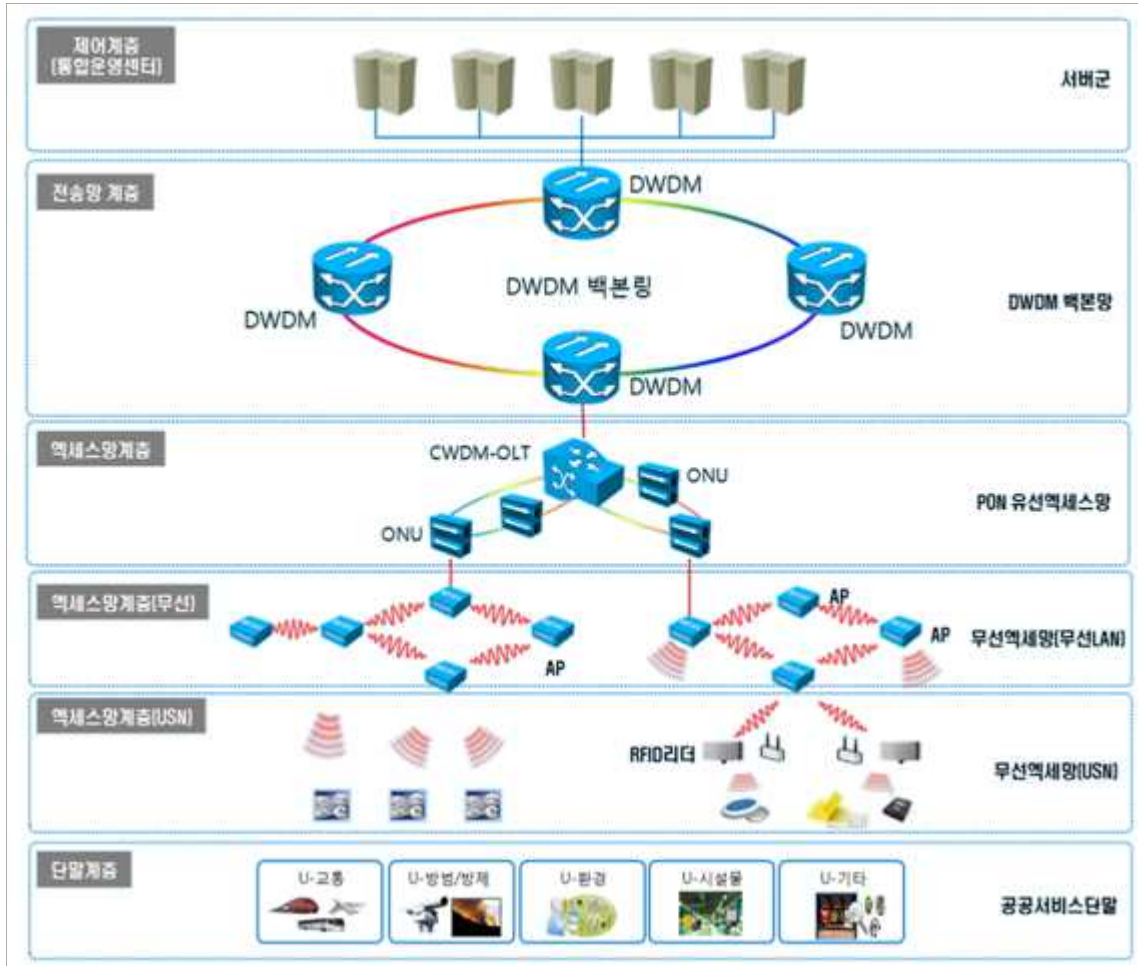 제어계층
(통합운영센터)
서버군
전송망 계층
DWDM
DWDM 백본링
DWDM
DWDM
DWDM
DWDM 백본망
엑세스망계층
CWDM-OLT
ONU
ONU
PON 유선엑세스망
엑세스망계층(무선)
AP
AP
AP
무선엑세망(무선LAN)
엑세스망계층(USN)
RFID리더
무선엑세망(USN)
단말계층
U-교통
U-방범/방제
U-환경
U-시설물
U-기타
공공서비스단말